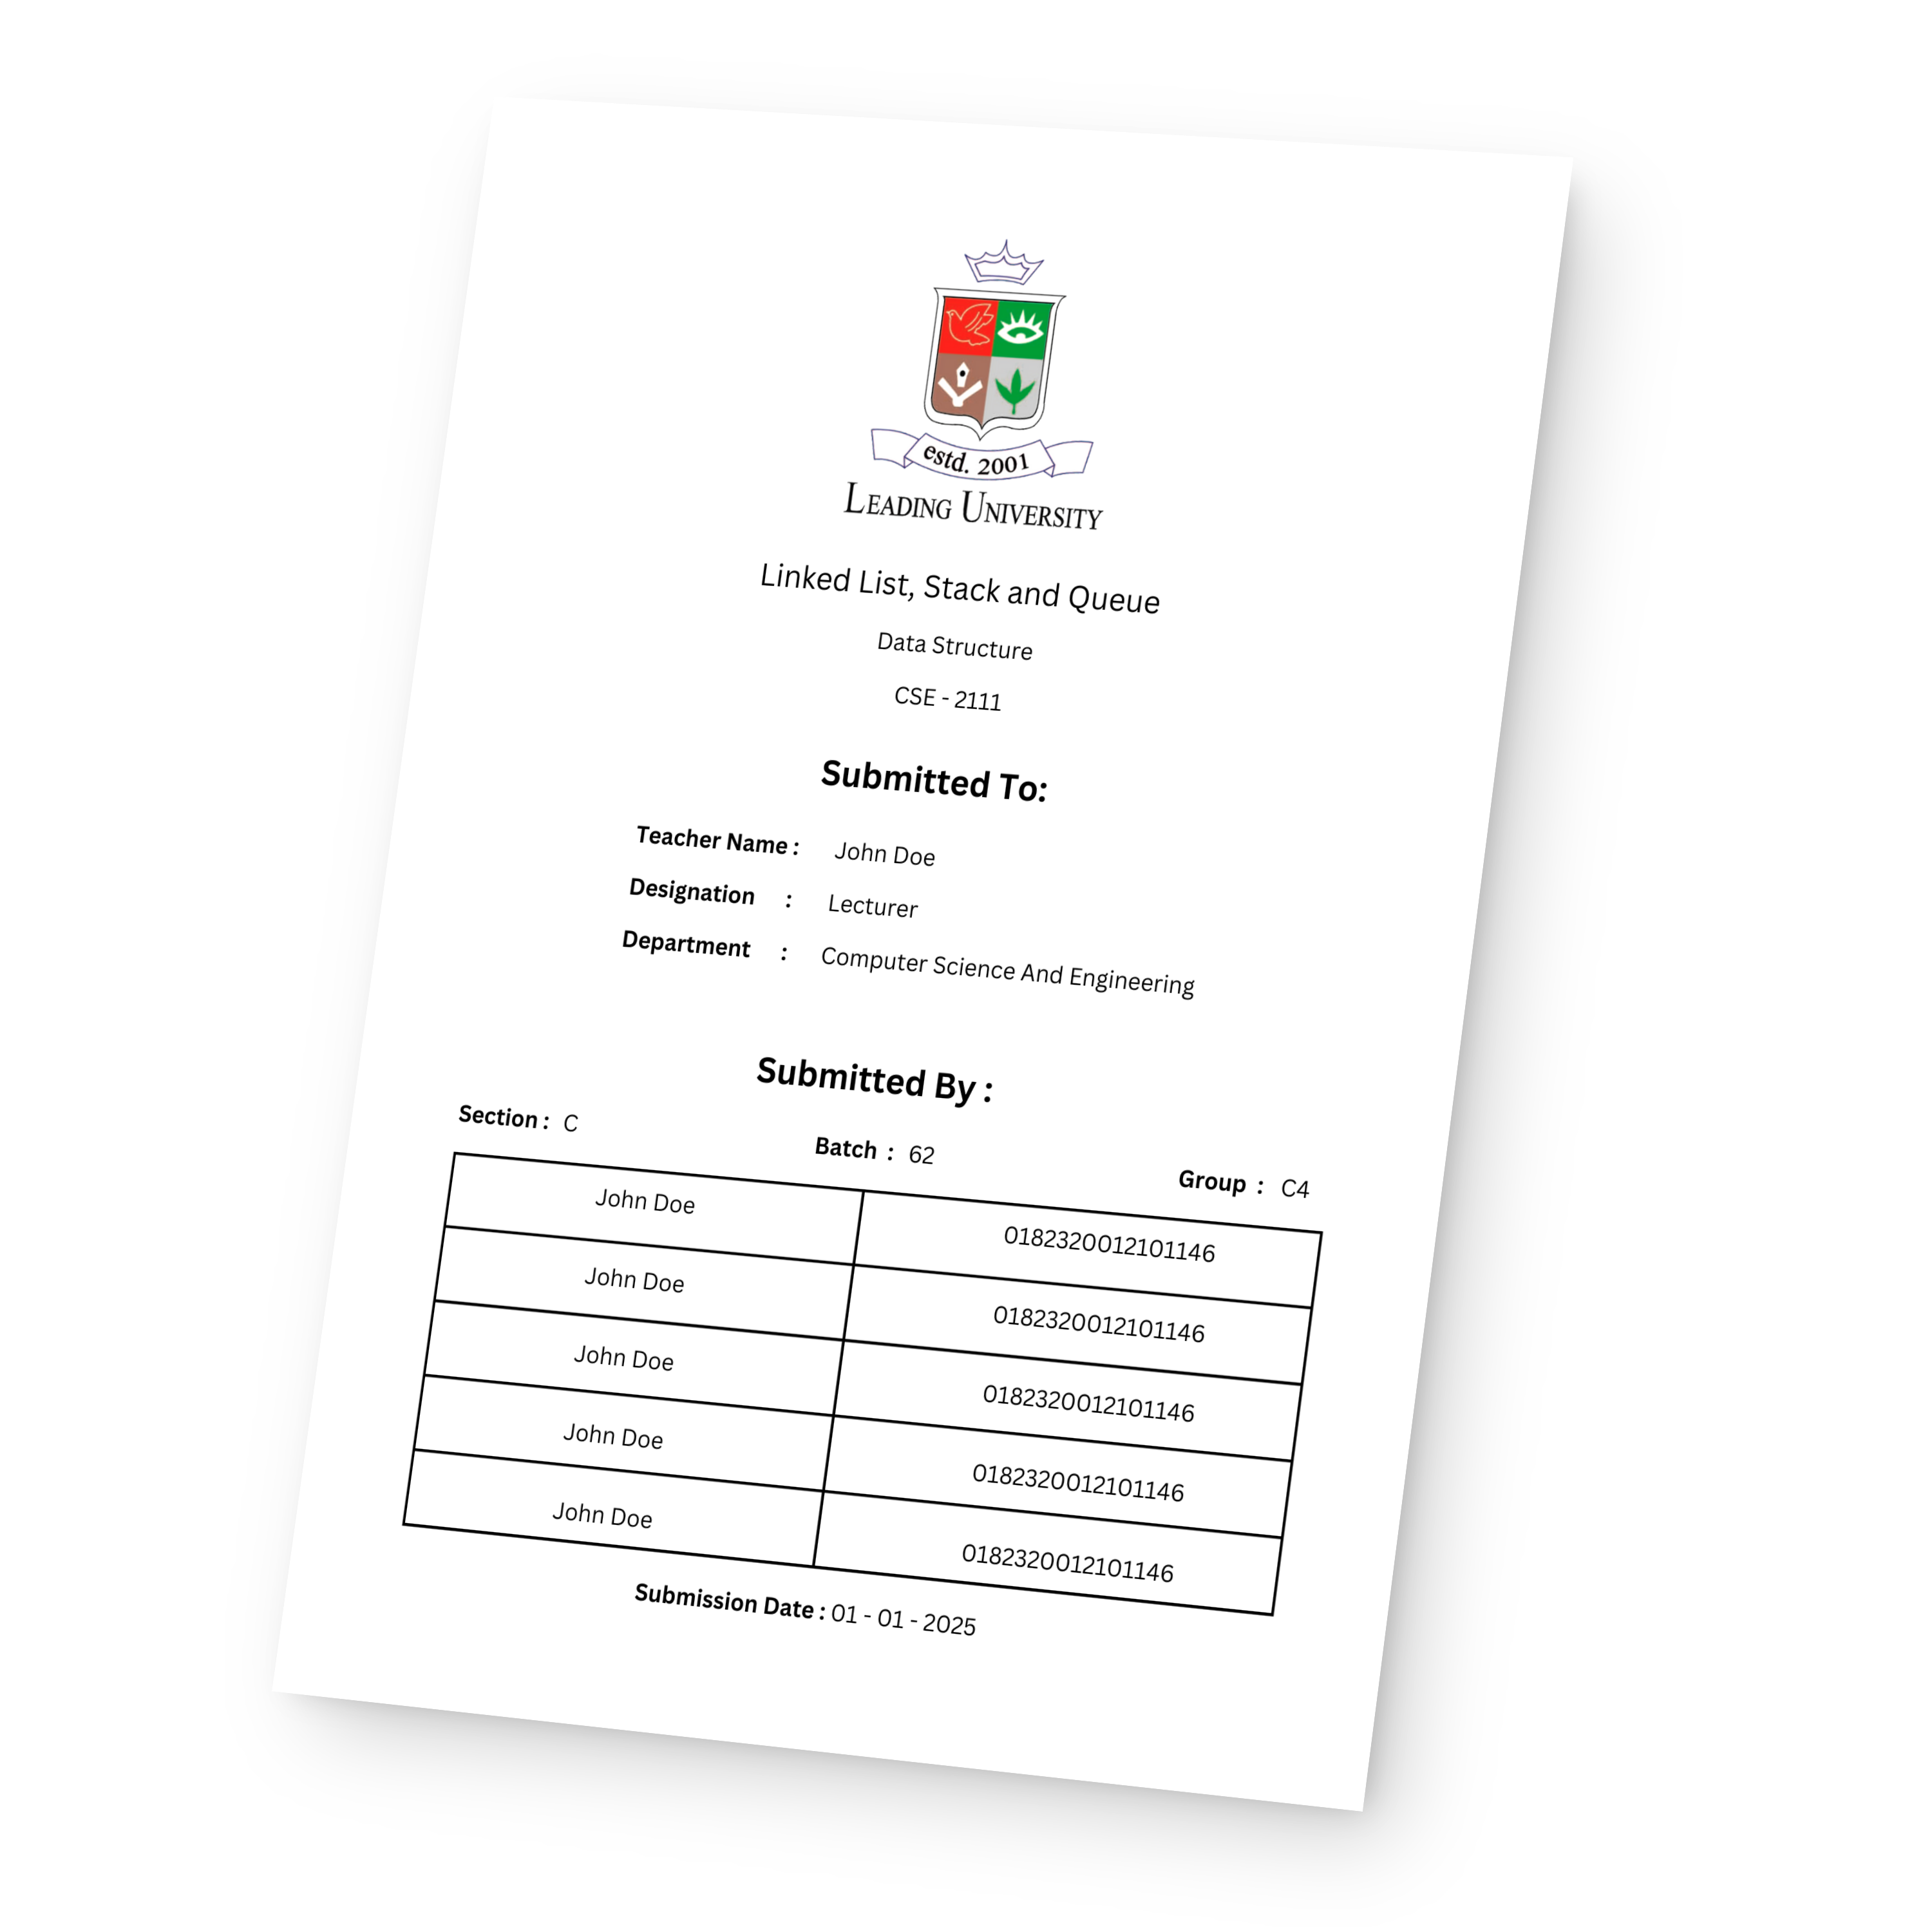 estd. 2001
LEADING UNIVERSITY
Linked List, Stack and Queue
Data Structure
CSE - 2111
Submitted To:
Teacher Name : John Doe
Designation : Lecturer
Department : Computer Science And Engineering
Submitted By :
Section : C Batch : 62 Group : C4
John Doe 0182320012101146
John Doe 0182320012101146
John Doe 0182320012101146
John Doe 0182320012101146
John Doe 0182320012101146
Submission Date : 01 - 01 - 2025